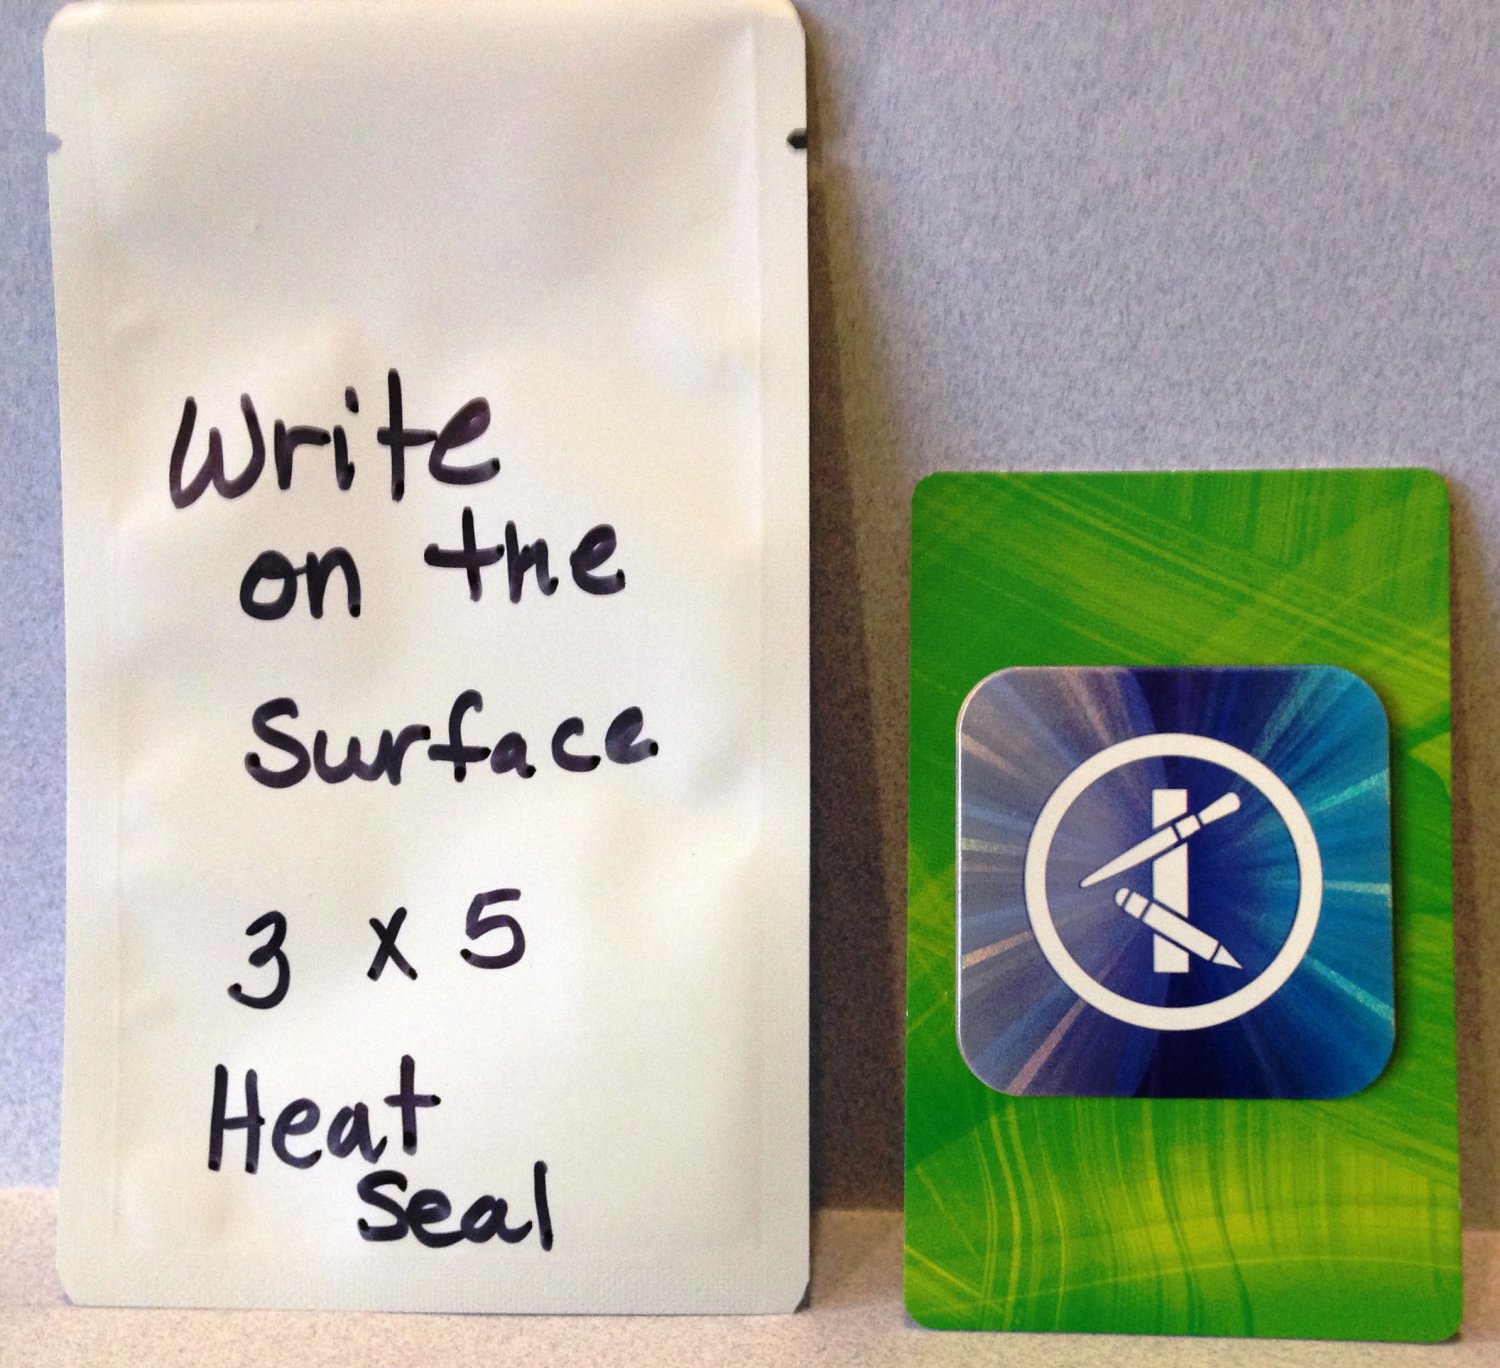 Write
on the
Surface
3 x 5
Heat
Seal